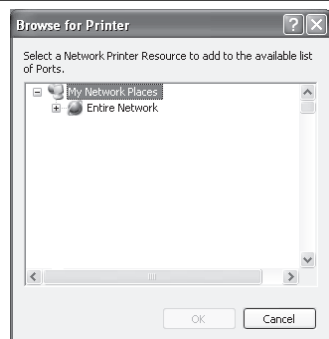 Browse for Printer
Select a Network Printer Resource to add to the available list
of Ports.
My Network Places
Entire Network
OK
Cancel